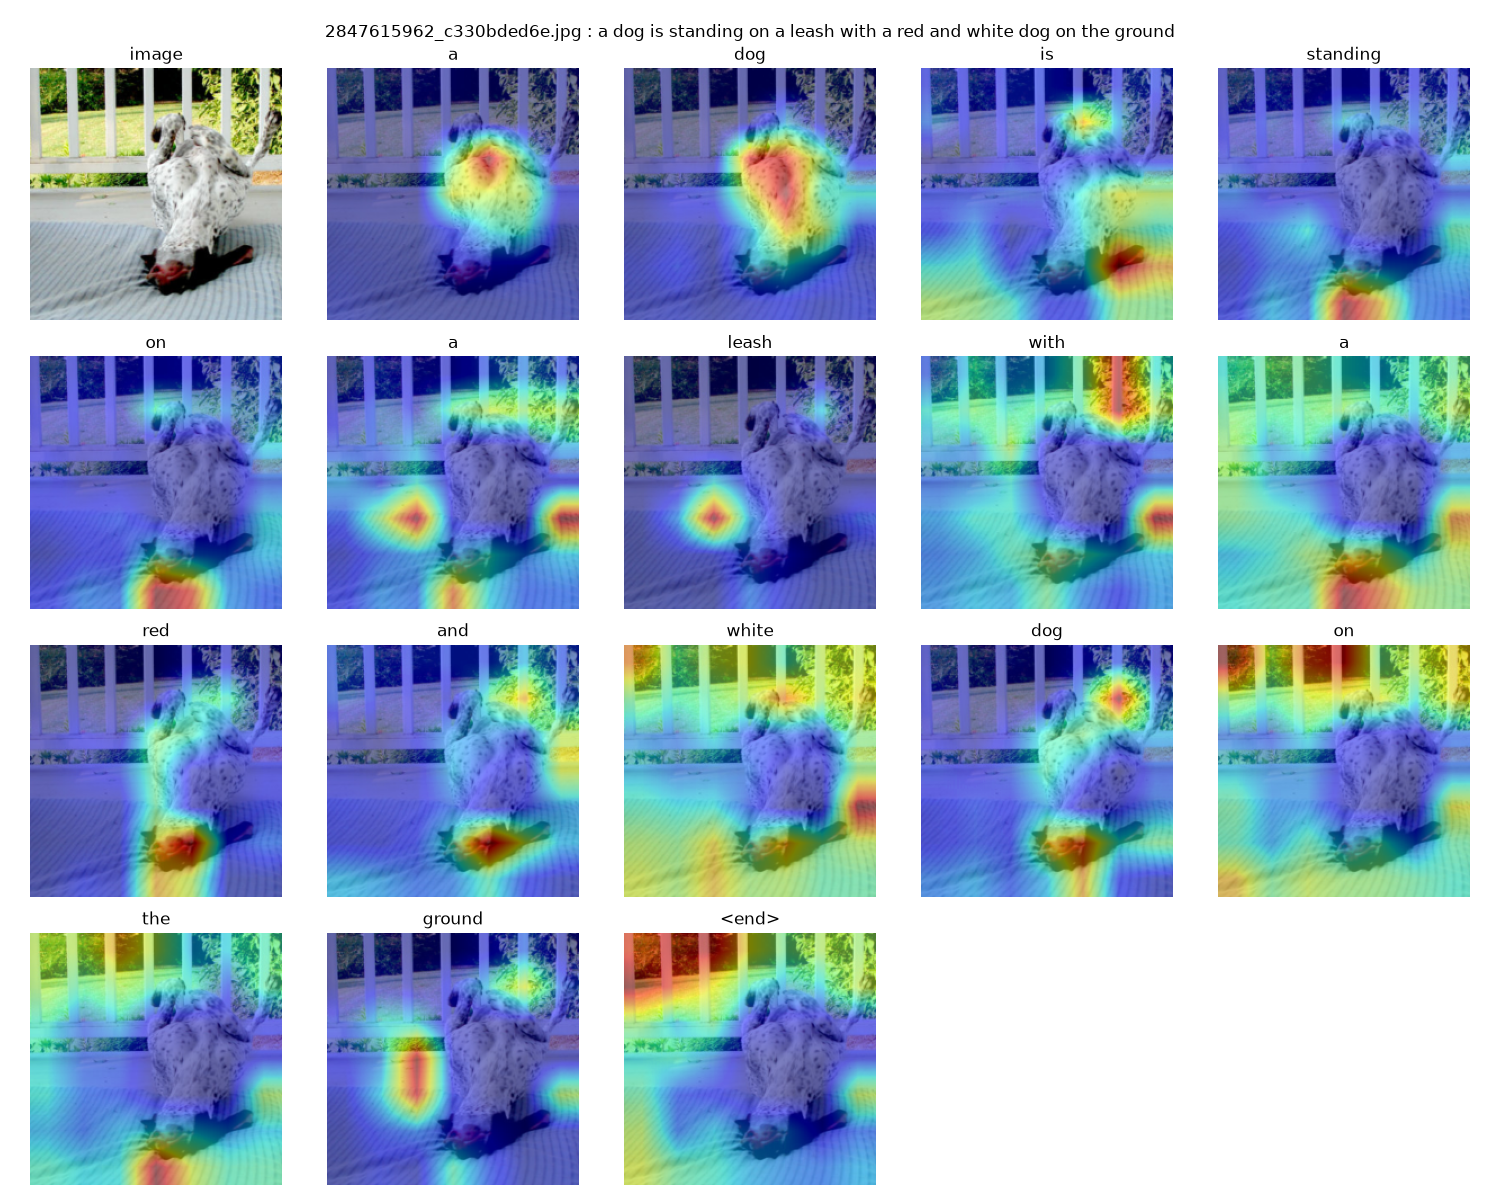 2847615962_c330bded6e.jpg : a dog is standing on a leash with a red and white dog on the ground
image a dog is standing
on a leash with a
red and white dog on
the ground <end>